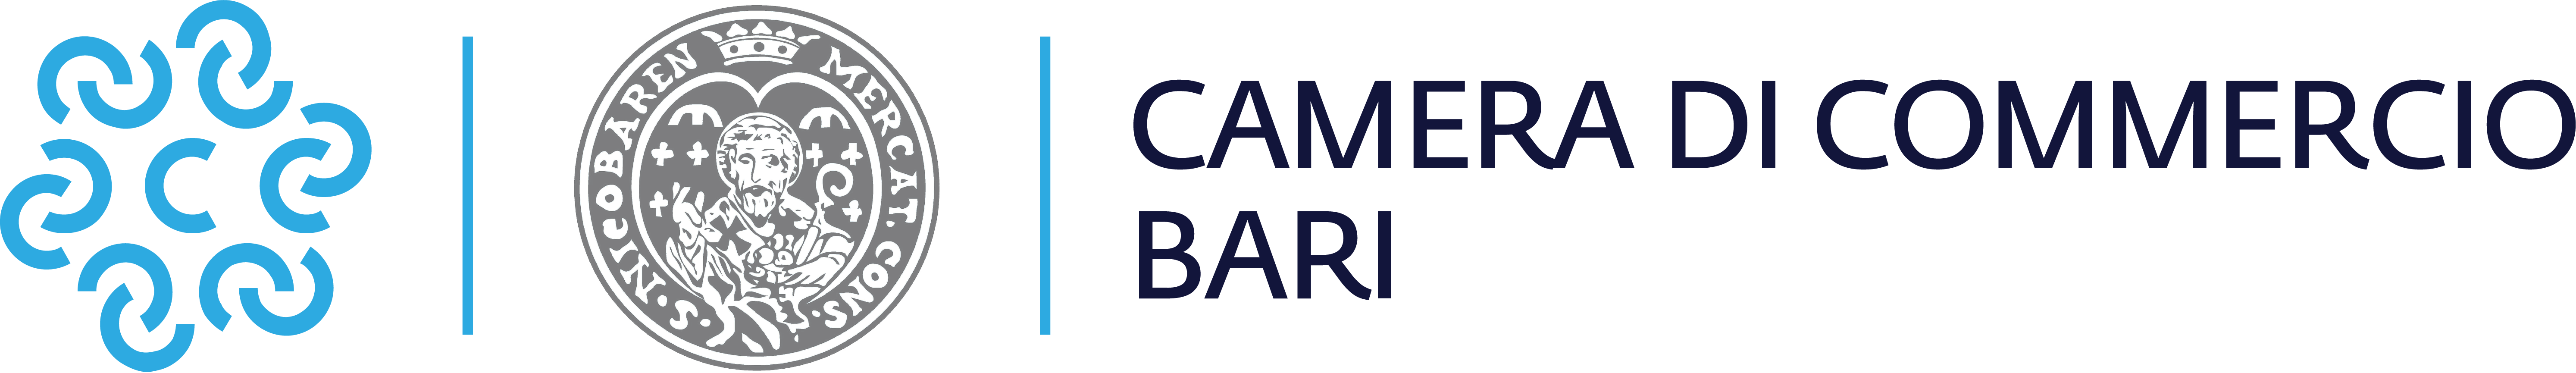 S. NICOBAREN MERCAT. CONS.
CAMERA DI COMMERCIO
BARI